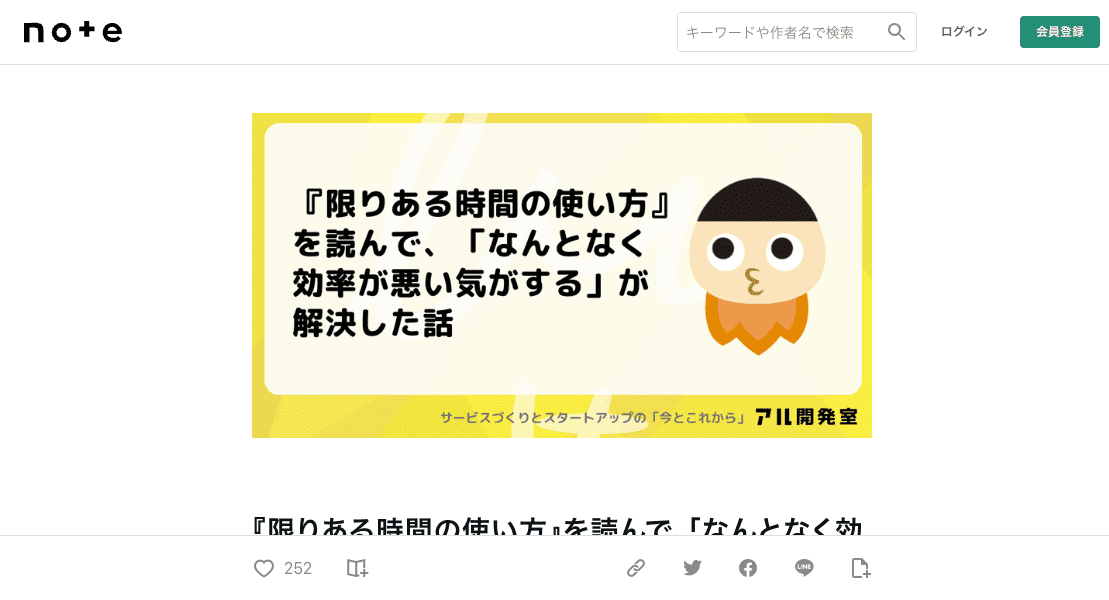 note
キーワードや作者名で検索
ログイン
会員登録
『限りある時間の使い方』
を読んで、「なんとなく
効率が悪い気がする」が
解決した話
サービスづくりとスタートアップの「今とこれから」 アル開発室
『限りある時間の使い方』を読んで、「なんとなく効
252
LINE